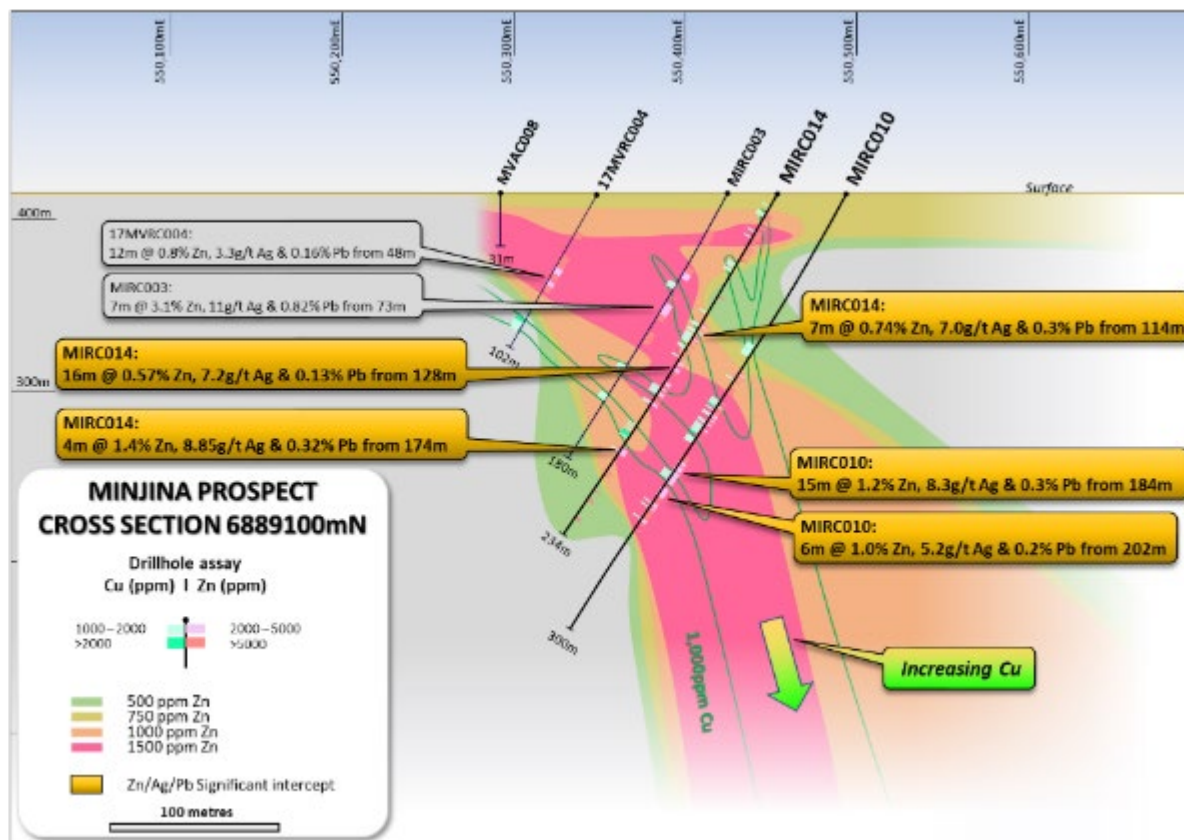 550,100mE
550,200mE
550,300mE
550,400mE
550,500mE
550,600mE
MVAC008
17MVRC004
MIRC003
MIRC014
MIRC010
Surface
400m
300m
31m
102m
180m
234m
300m
17MVRC004:
12m @ 0.8% Zn, 3.3g/t Ag & 0.16% Pb from 48m
MIRC003:
7m @ 3.1% Zn, 11g/t Ag & 0.82% Pb from 73m
MIRC014:
7m @ 0.74% Zn, 7.0g/t Ag & 0.3% Pb from 114m
MIRC014:
16m @ 0.57% Zn, 7.2g/t Ag & 0.13% Pb from 128m
MIRC014:
4m @ 1.4% Zn, 8.85g/t Ag & 0.32% Pb from 174m
MIRC010:
15m @ 1.2% Zn, 8.3g/t Ag & 0.3% Pb from 184m
MIRC010:
6m @ 1.0% Zn, 5.2g/t Ag & 0.2% Pb from 202m
1,000ppm Cu
Increasing Cu
MINJINA PROSPECT
CROSS SECTION 6889100mN
Drillhole assay
Cu (ppm) | Zn (ppm)
1000–2000 2000–5000
>2000 >5000
500 ppm Zn
750 ppm Zn
1000 ppm Zn
1500 ppm Zn
Zn/Ag/Pb Significant intercept
100 metres